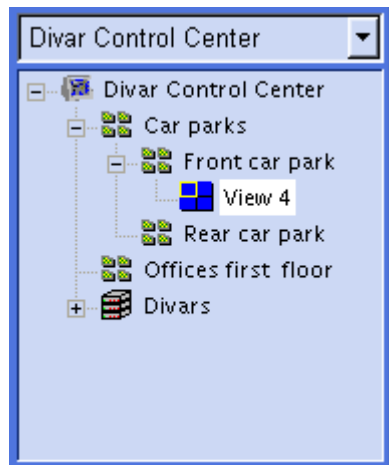 Divar Control Center
Divar Control Center
Car parks
Front car park
View 4
Rear car park
Offices first floor
Divars